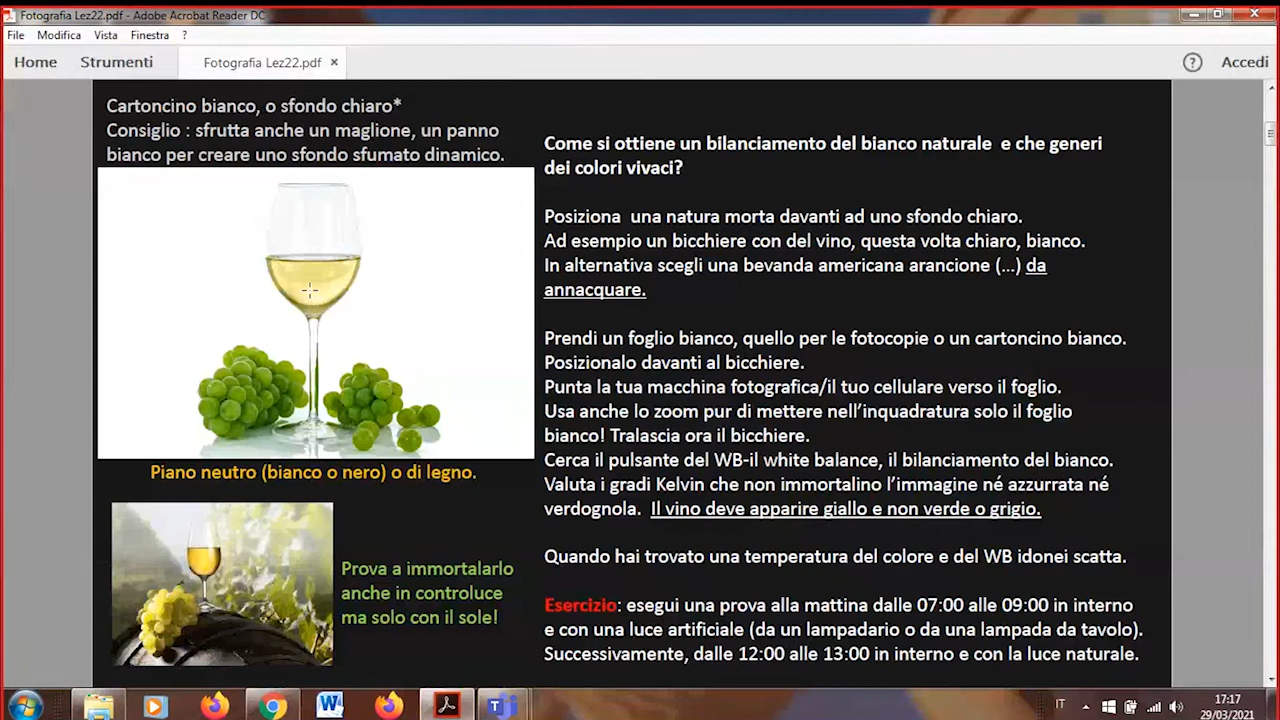 Fotografia Lez22.pdf - Adobe Acrobat Reader DC
File Modifica Vista Finestra ?
Home Strumenti Fotografia Lez22.pdf × ? Accedi
Cartoncino bianco, o sfondo chiaro*
Consiglio : sfrutta anche un maglione, un panno
bianco per creare uno sfondo sfumato dinamico.
Piano neutro (bianco o nero) o di legno.
Prova a immortalarlo
anche in controluce
ma solo con il sole!
Come si ottiene un bilanciamento del bianco naturale e che generi
dei colori vivaci?
Posiziona una natura morta davanti ad uno sfondo chiaro.
Ad esempio un bicchiere con del vino, questa volta chiaro, bianco.
In alternativa scegli una bevanda americana arancione (...) da
annacquare.
Prendi un foglio bianco, quello per le fotocopie o un cartoncino bianco.
Posizionalo davanti al bicchiere.
Punta la tua macchina fotografica/il tuo cellulare verso il foglio.
Usa anche lo zoom pur di mettere nell'inquadratura solo il foglio
bianco! Tralascia ora il bicchiere.
Cerca il pulsante del WB-il white balance, il bilanciamento del bianco.
Valuta i gradi Kelvin che non immortalino l'immagine né azzurrata né
verdognola. Il vino deve apparire giallo e non verde o grigio.
Quando hai trovato una temperatura del colore e del WB idonei scatta.
Esercizio: esegui una prova alla mattina dalle 07:00 alle 09:00 in interno
e con una luce artificiale (da un lampadario o da una lampada da tavolo).
Successivamente, dalle 12:00 alle 13:00 in interno e con la luce naturale.
IT 17:17
29/03/2021